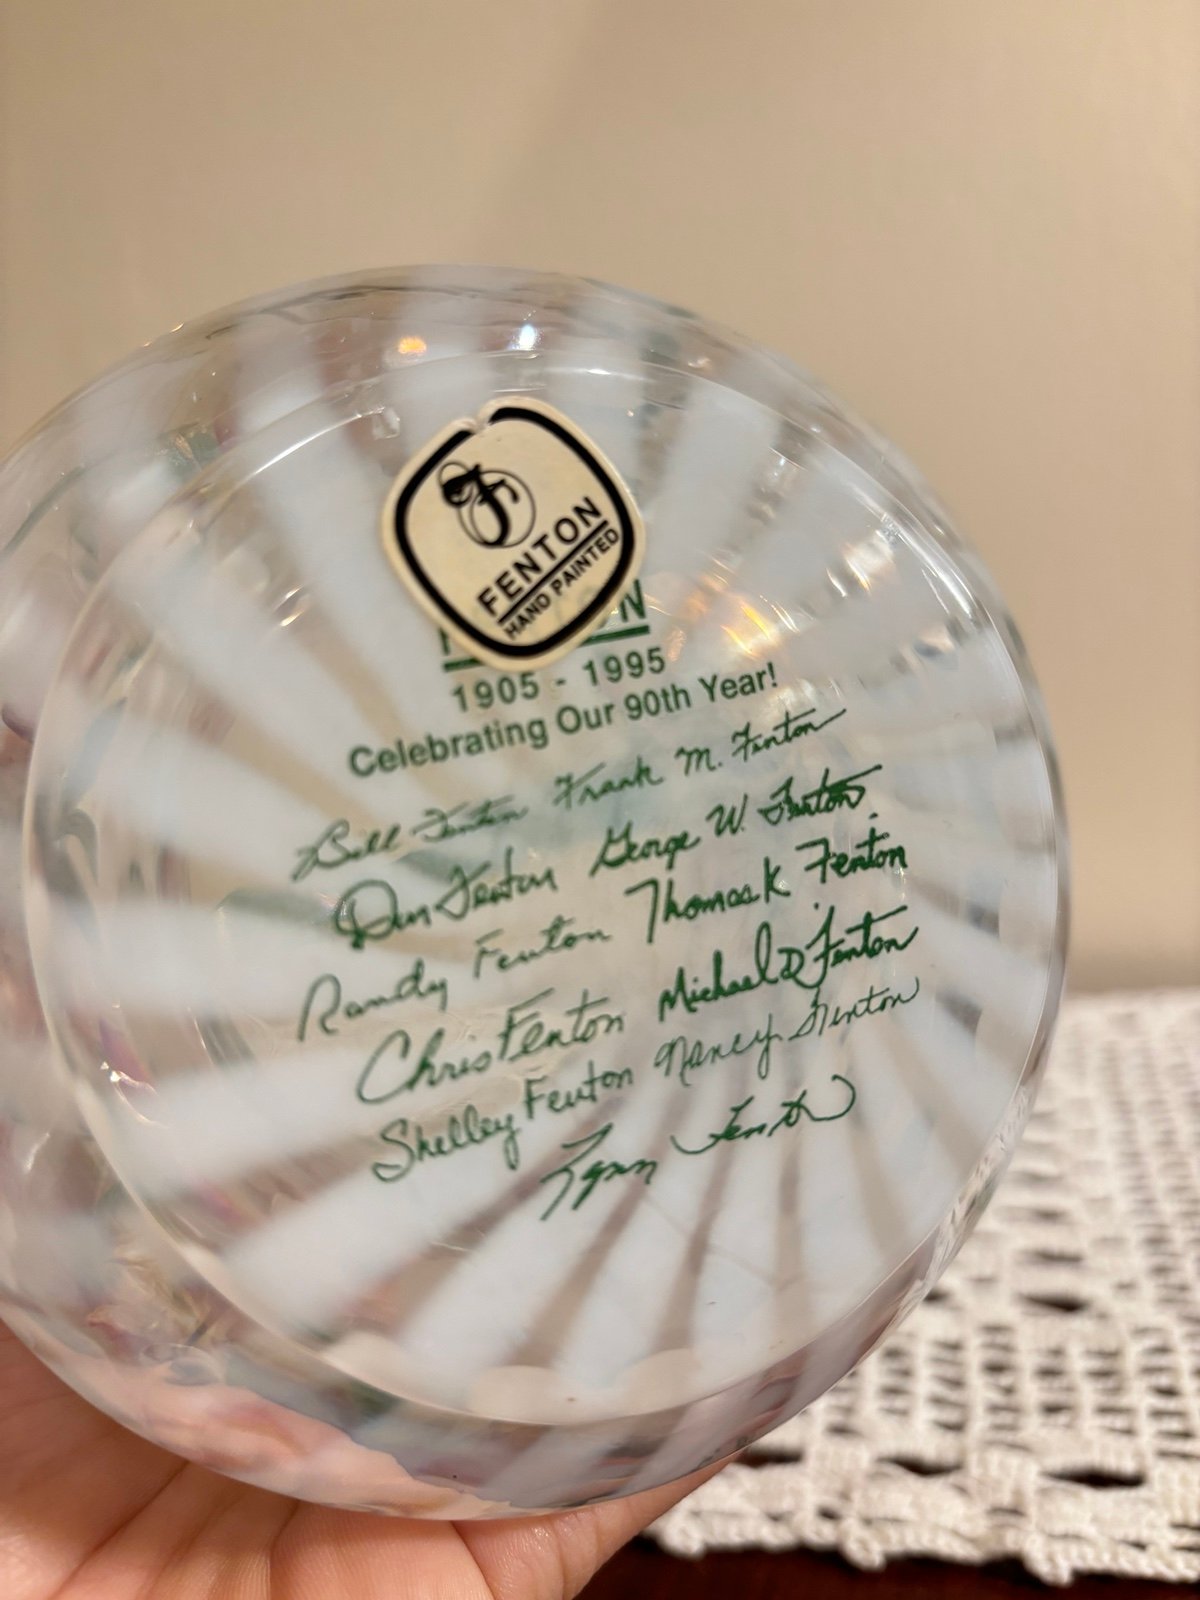 FENTON
HAND PAINTED
1905 - 1995
Celebrating Our 90th Year!
Bill Fenton Frank M. Fenton
Don Fenton George W. Fenton
Randy Fenton Thomas K Fenton
Chris Fenton Michael D Fenton
Shelley Fenton Nancy Fenton
Lynn Fenton